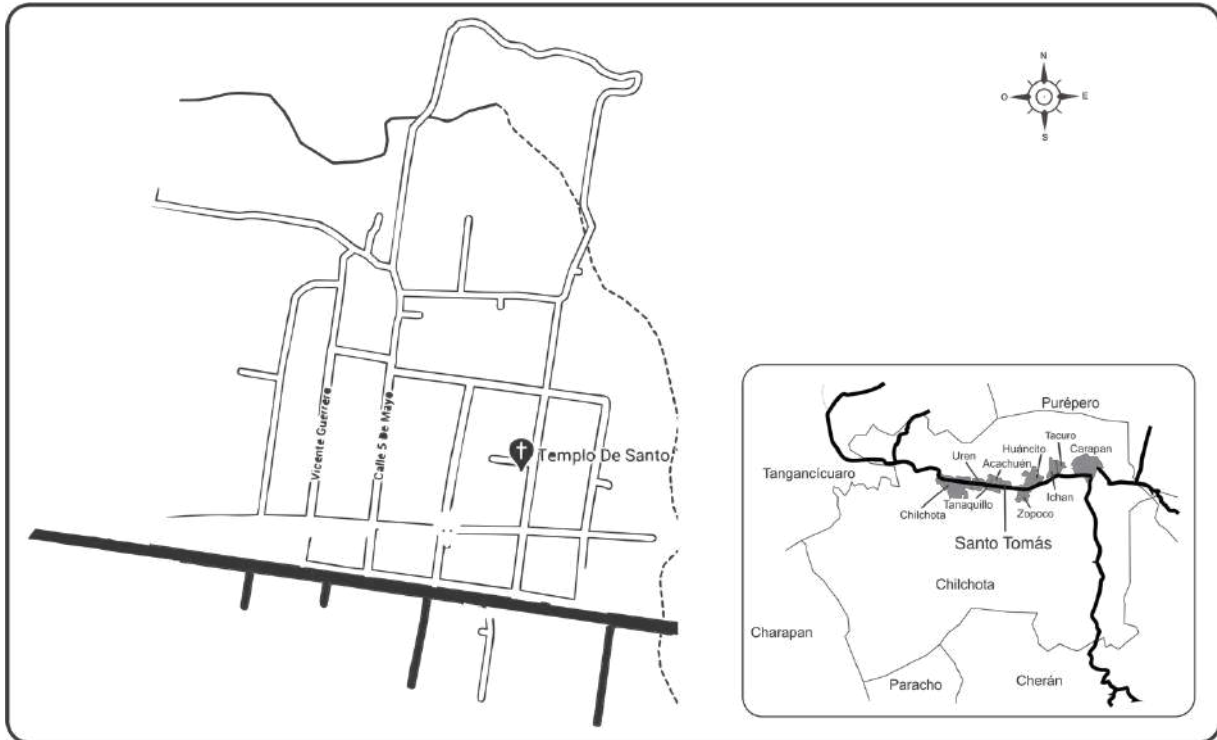 N
O E
S
Vicente Guerrero
Calle 5 De Mayo
Templo De Santo
Purépero
Tacuro
Huáncito Carapan
Uren Acachuén
Tangancícuaro
Ichan
Tanaquillo
Chilchota Zopoco
Santo Tomás
Chilchota
Charapan
Paracho Cherán